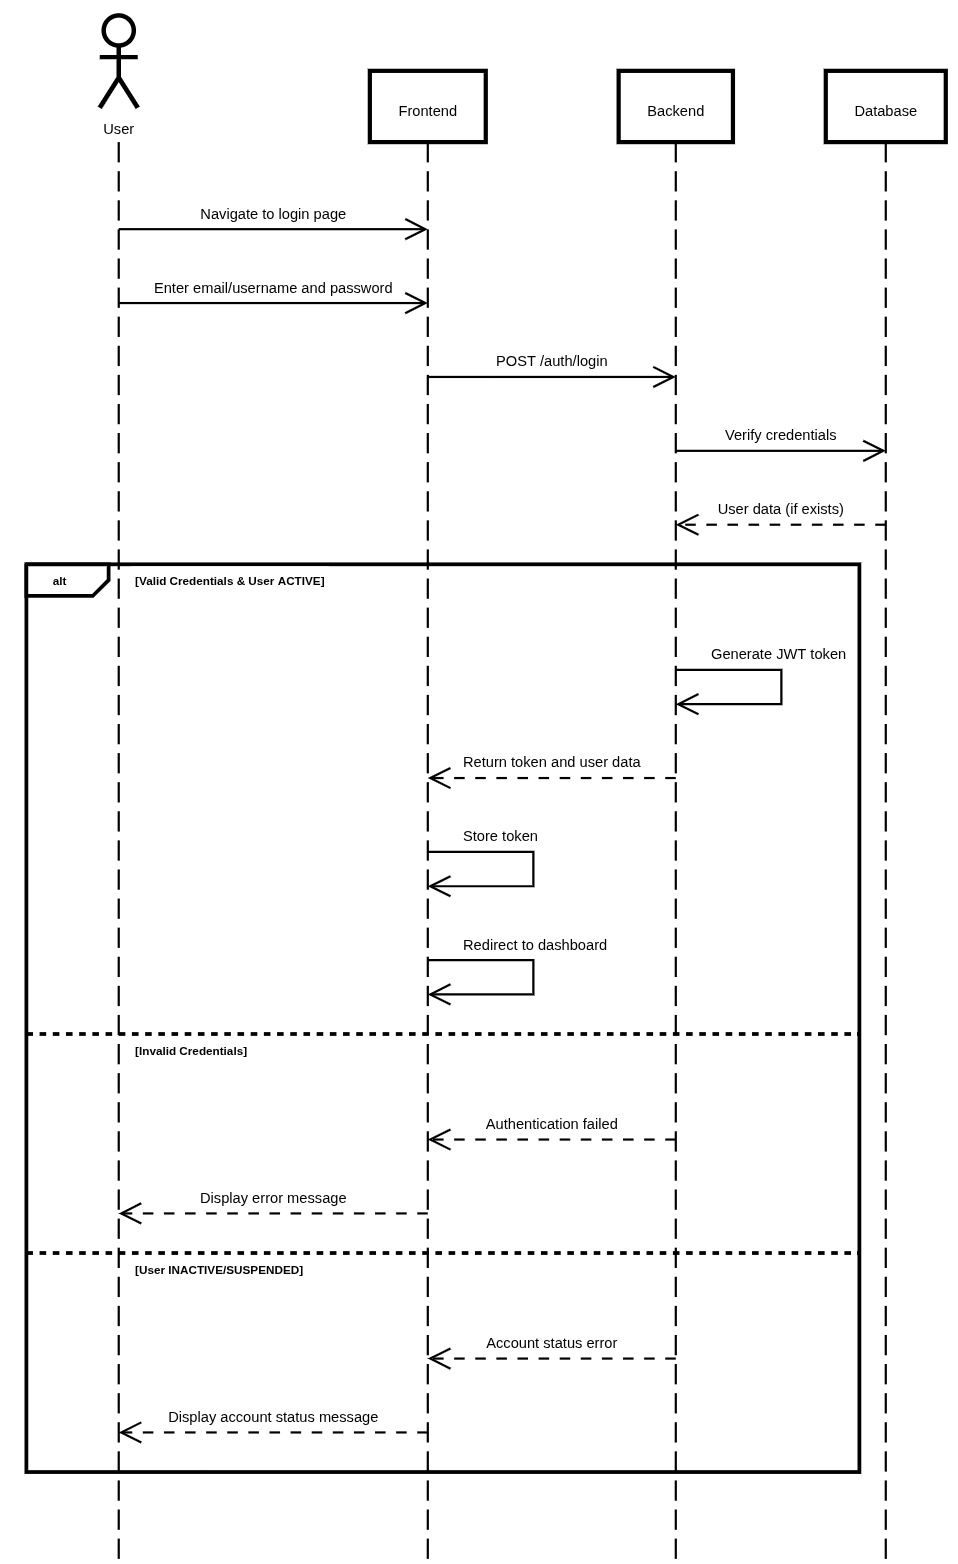 User
Frontend
Backend
Database
Navigate to login page
Enter email/username and password
POST /auth/login
Verify credentials
User data (if exists)
alt
[Valid Credentials & User ACTIVE]
Generate JWT token
Return token and user data
Store token
Redirect to dashboard
[Invalid Credentials]
Authentication failed
Display error message
[User INACTIVE/SUSPENDED]
Account status error
Display account status message